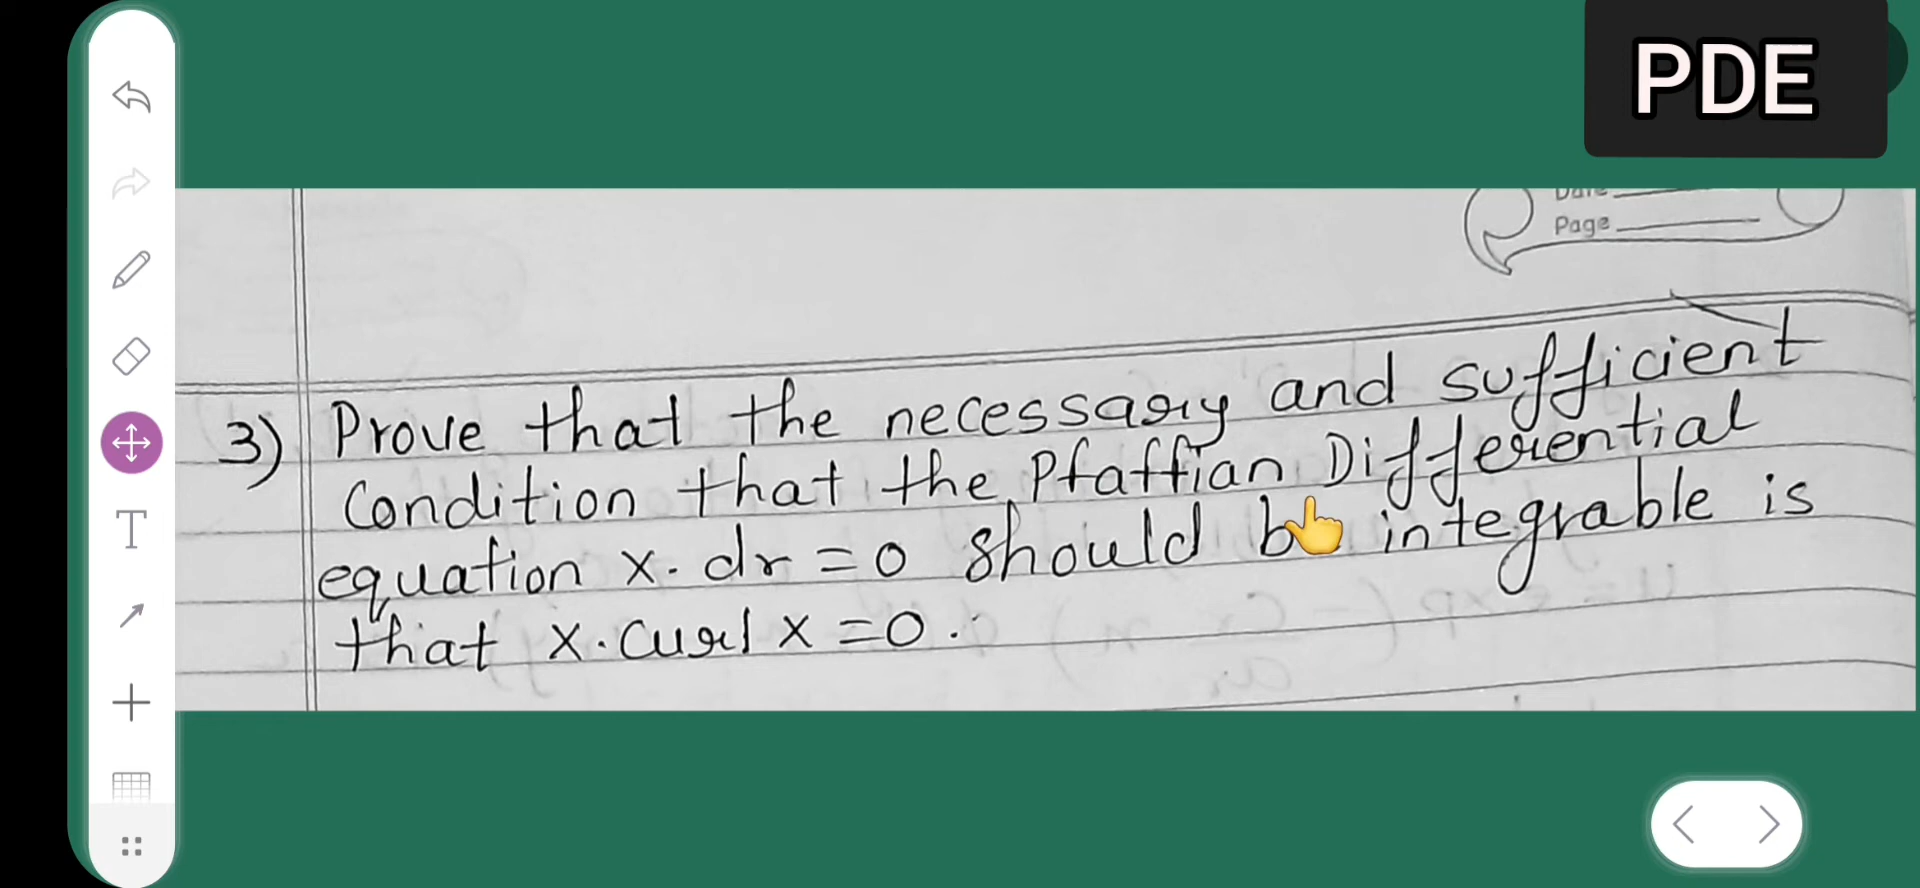 PDE
Date
Page
3) Prove that the necessary and sufficient
Condition that the Pfaffian Differential
equation x. dr = 0 should be integrable is
that x. Curl x = 0.
T